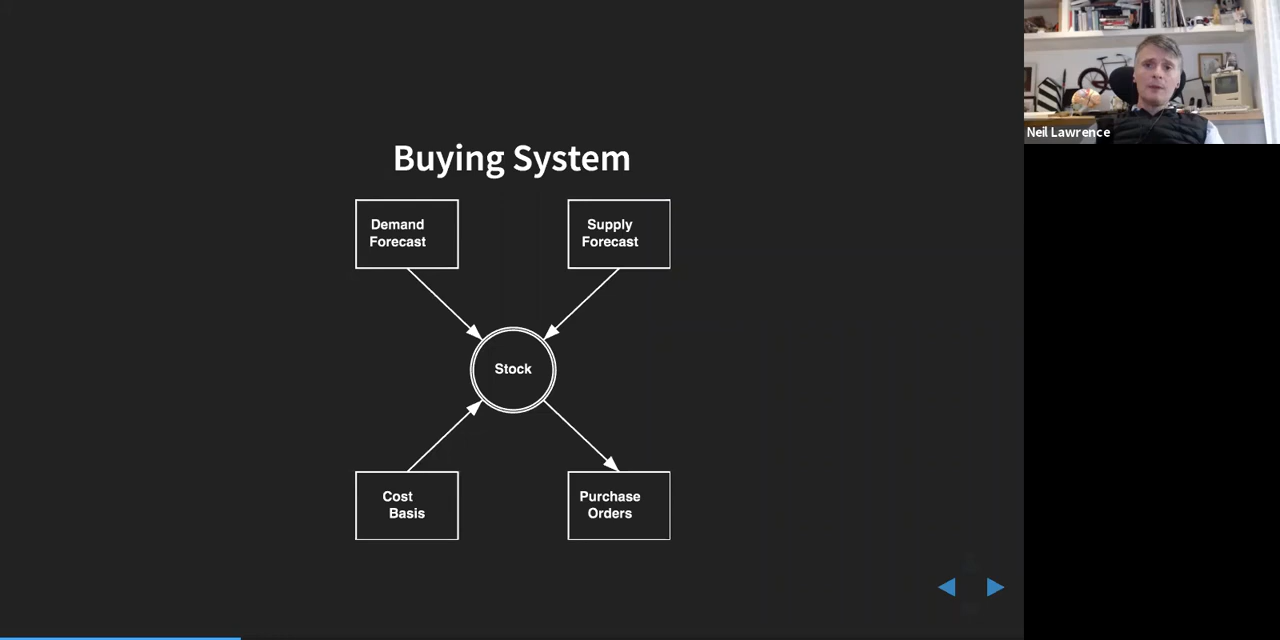 Buying System
Demand
Forecast
Supply
Forecast
Stock
Cost
Basis
Purchase
Orders
Neil Lawrence